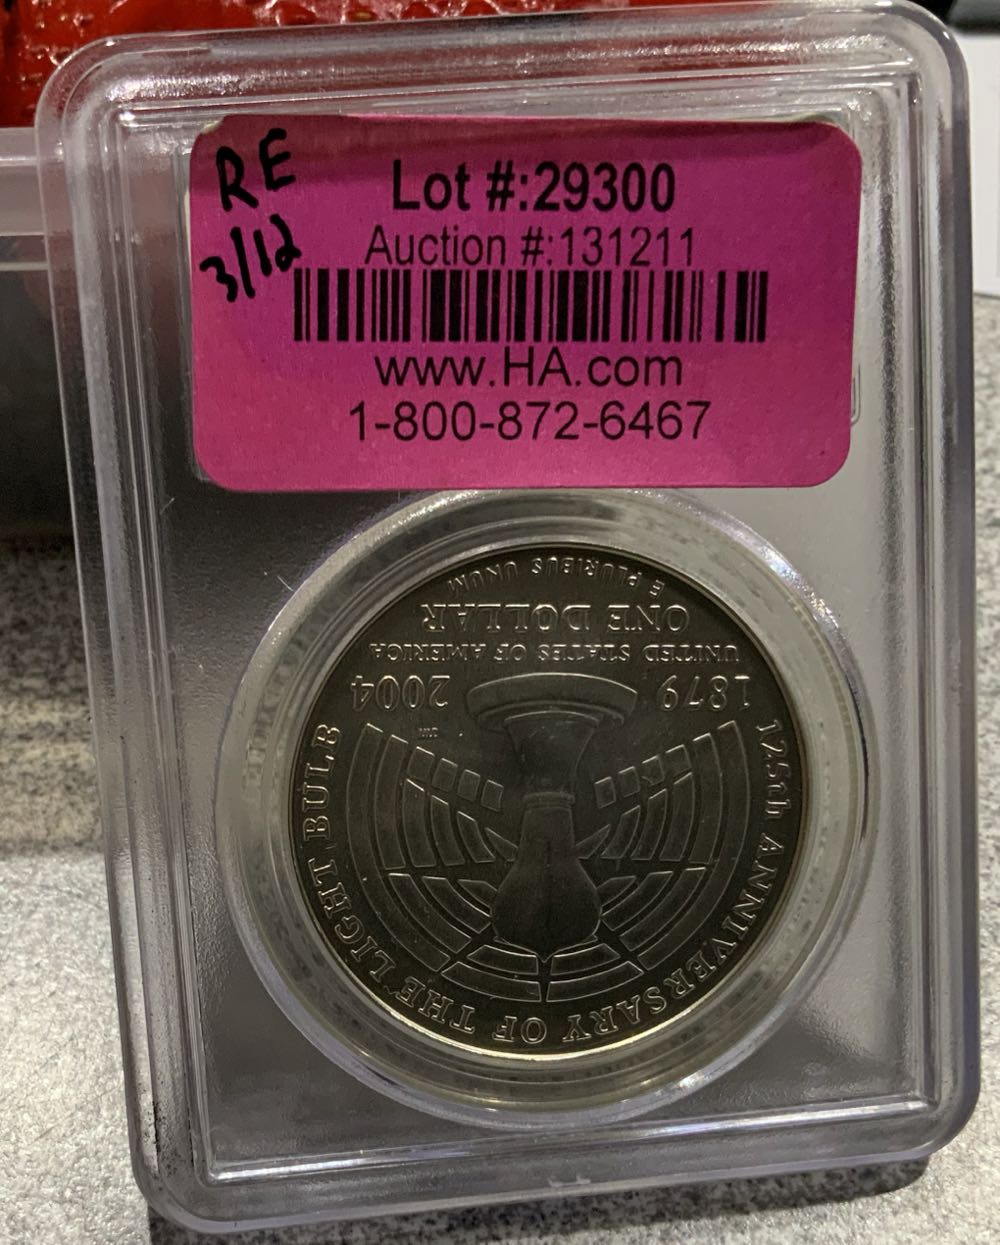 RE
3/12
Lot #:29300
Auction #:131211
www.HA.com
1-800-872-6467
125th ANNIVERSARY OF THE LIGHT BULB
1879 2004
UNITED STATES OF AMERICA
ONE DOLLAR
E PLURIBUS UNUM